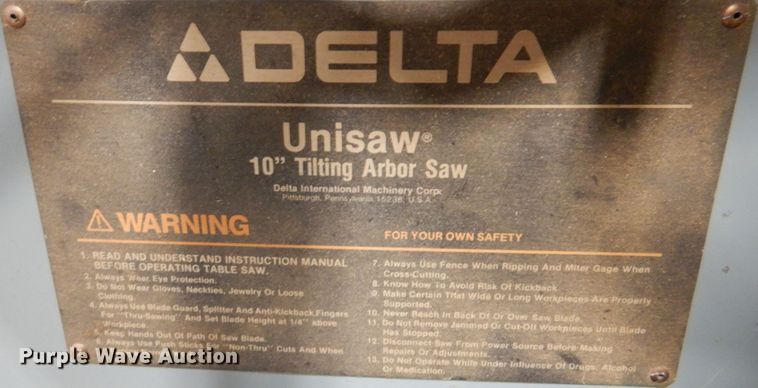 DELTA
Unisaw®
10" Tilting Arbor Saw
Delta International Machinery Corp.
Pittsburgh, Pennsylvania 15238, U.S.A.
WARNING
FOR YOUR OWN SAFETY
1. READ AND UNDERSTAND INSTRUCTION MANUAL
BEFORE OPERATING TABLE SAW.
2. Always Wear Eye Protection.
3. Do Not Wear Gloves, Neckties, Jewelry Or Loose
Clothing.
4. Always Use Blade Guard, Splitter And Anti-Kickback Fingers
For "Thru-Sawing" And Set Blade Height at 1/8" above
Workpiece.
5. Keep Hands Out Of Path Of Saw Blade.
6. Always Use Push Sticks For "Non-Thru" Cuts And When
7. Always Use Fence When Ripping And Miter Gage When
Cross-Cutting.
8. Know How To Avoid Risk Of Kickback.
9. Make Certain That Wide Or Long Workpieces Are Properly
Supported.
10. Never Reach In Back Of Or Over Saw Blade.
11. Do Not Remove Jammed Or Cut-Off Workpieces Until Blade
Has Stopped.
12. Disconnect Saw From Power Source Before Making
Repairs Or Adjustments.
13. Do Not Operate While Under Influence Of Drugs, Alcohol
Or Medication.
Purple Wave Auction